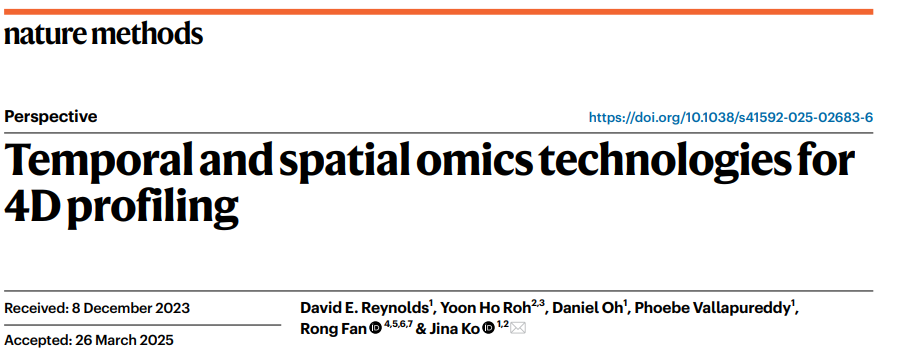 nature methods
Perspective
https://doi.org/10.1038/s41592-025-02683-6
Temporal and spatial omics technologies for
4D profiling
Received: 8 December 2023
Accepted: 26 March 2025
David E. Reynolds1, Yoon Ho Roh2,3, Daniel Oh1, Phoebe Vallapureddy1,
Rong Fan iD 4,5,6,7 & Jina Ko iD 1,2